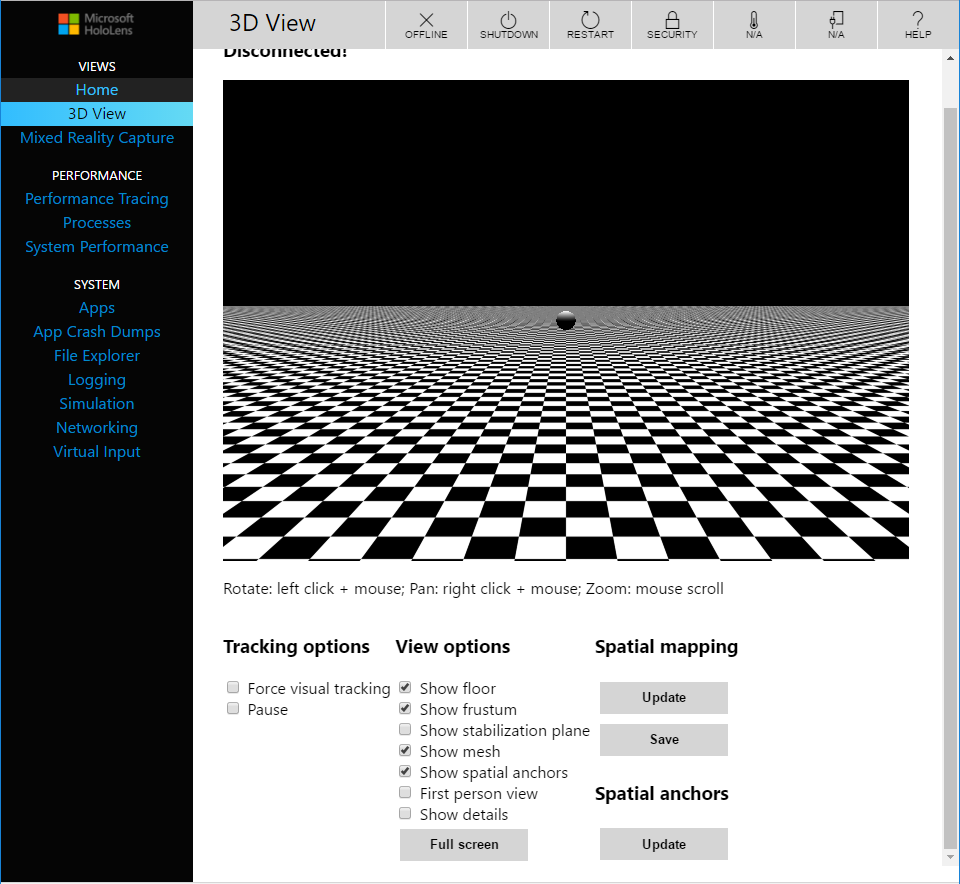 Microsoft
HoloLens
VIEWS
Home
3D View
Mixed Reality Capture
PERFORMANCE
Performance Tracing
Processes
System Performance
SYSTEM
Apps
App Crash Dumps
File Explorer
Logging
Simulation
Networking
Virtual Input
3D View
OFFLINE
SHUTDOWN
RESTART
SECURITY
N/A
N/A
HELP
Disconnected!
Rotate: left click + mouse; Pan: right click + mouse; Zoom: mouse scroll
Tracking options
Force visual tracking
Pause
View options
Show floor
Show frustum
Show stabilization plane
Show mesh
Show spatial anchors
First person view
Show details
Full screen
Spatial mapping
Update
Save
Spatial anchors
Update